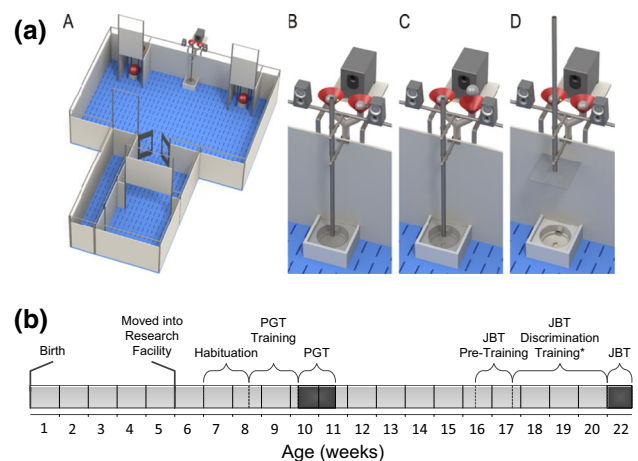 (a)
A
B
C
D
(b)
Birth
Moved into
Research
Facility
Habituation
PGT
Training
PGT
JBT
Pre-Training
JBT
Discrimination
Training*
JBT
1 2 3 4 5 6 7 8 9 10 11 12 13 14 15 16 17 18 19 20 22
Age (weeks)